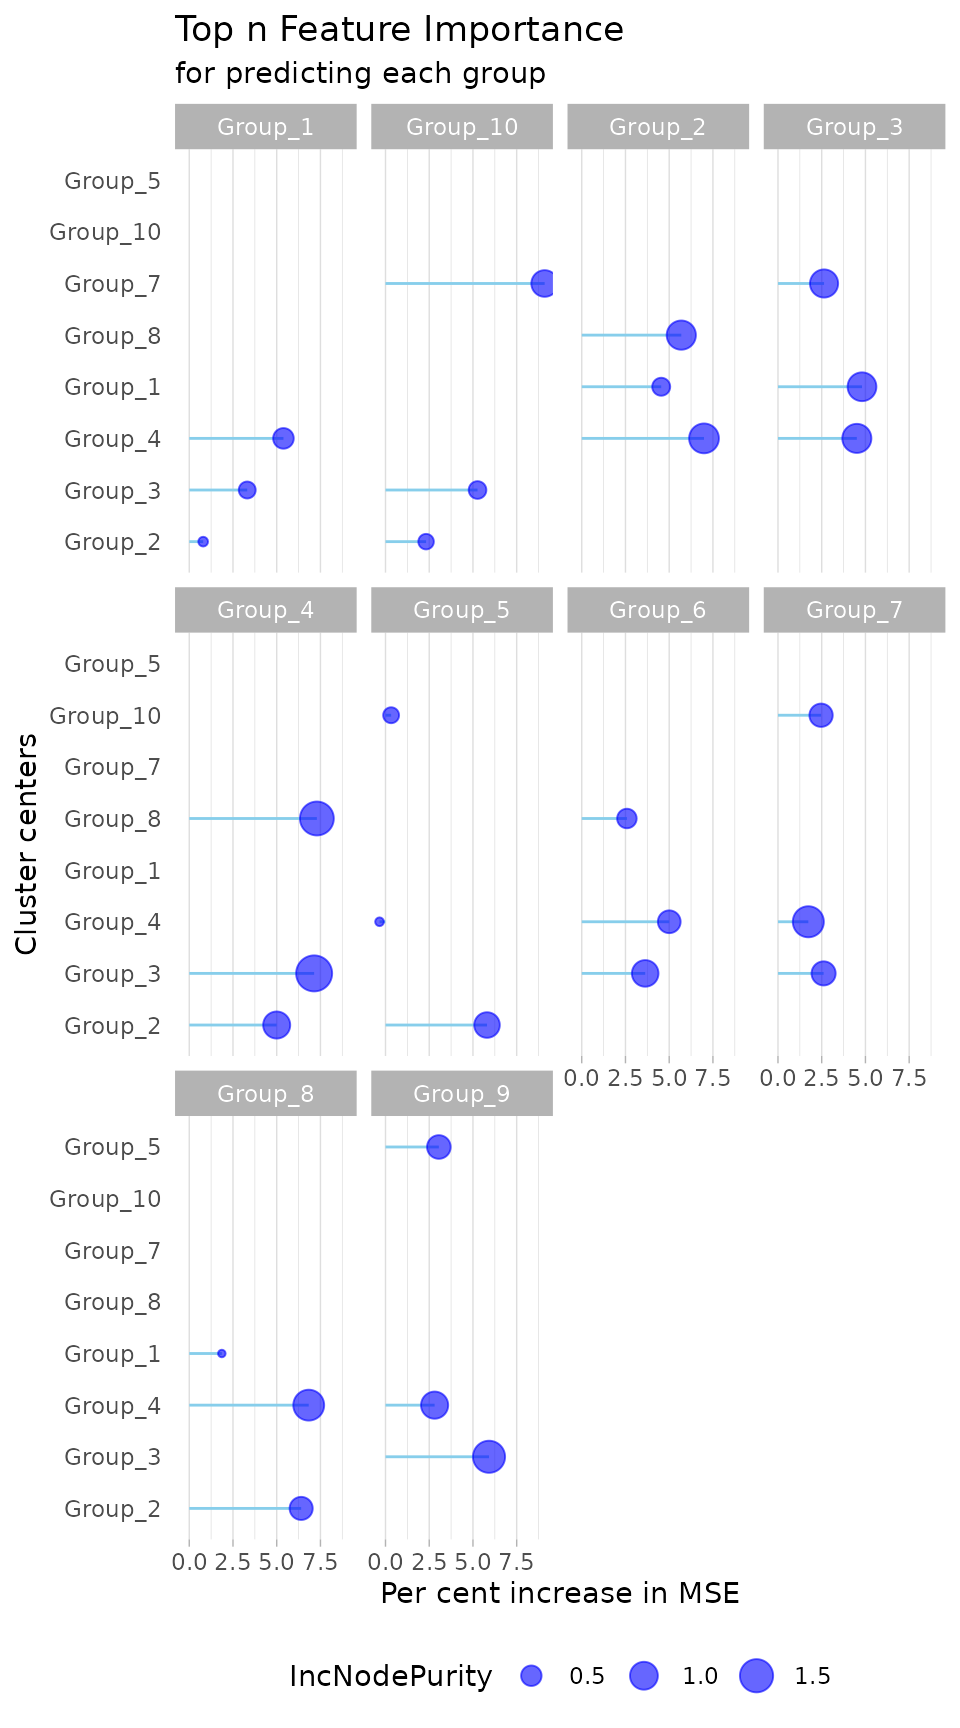 Top n Feature Importance
for predicting each group
Group_1 Group_10 Group_2 Group_3
Group_5
Group_10
Group_7
Group_8
Group_1
Group_4
Group_3
Group_2
Group_4 Group_5 Group_6 Group_7
Group_5
Group_10
Group_7
Group_8
Group_1
Group_4
Group_3
Group_2
Cluster centers
0.0 2.5 5.0 7.5 0.0 2.5 5.0 7.5
Group_8 Group_9
Group_5
Group_10
Group_7
Group_8
Group_1
Group_4
Group_3
Group_2
0.0 2.5 5.0 7.5 0.0 2.5 5.0 7.5
Per cent increase in MSE
IncNodePurity 0.5 1.0 1.5